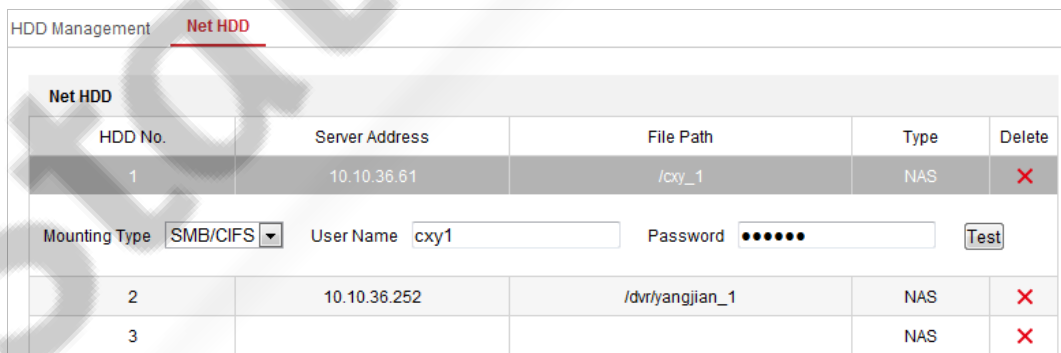 HDD Management Net HDD
Net HDD
HDD No. Server Address File Path Type Delete
1 10.10.36.61 /cxy_1 NAS
Mounting Type SMB/CIFS User Name cxy1 Password •••••• Test
2 10.10.36.252 /dvr/yangjian_1 NAS
3 NAS